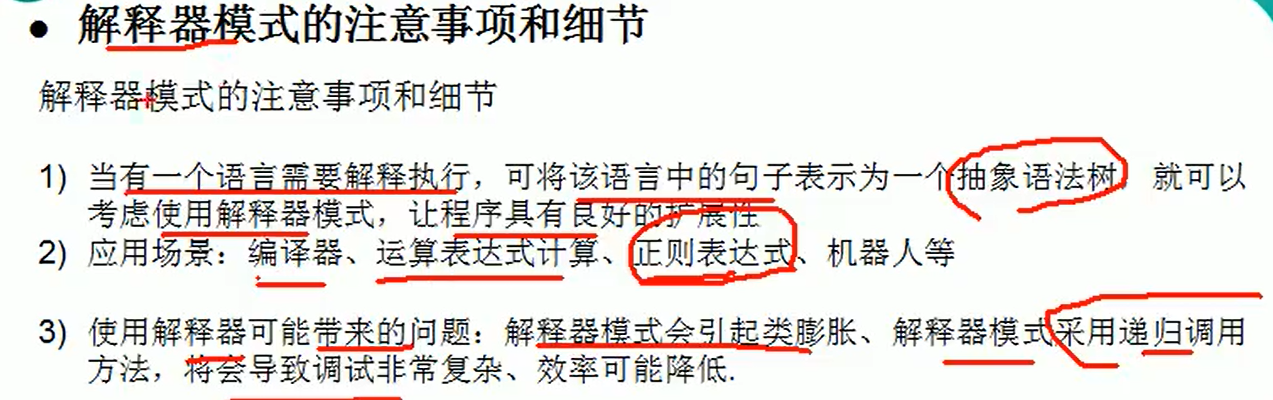 ● 解释器模式的注意事项和细节
解释器模式的注意事项和细节
1) 当有一个语言需要解释执行，可将该语言中的句子表示为一个抽象语法树，就可以
考虑使用解释器模式，让程序具有良好的扩展性
2) 应用场景：编译器、运算表达式计算、正则表达式、机器人等
3) 使用解释器可能带来的问题：解释器模式会引起类膨胀、解释器模式采用递归调用
方法，将会导致调试非常复杂、效率可能降低.